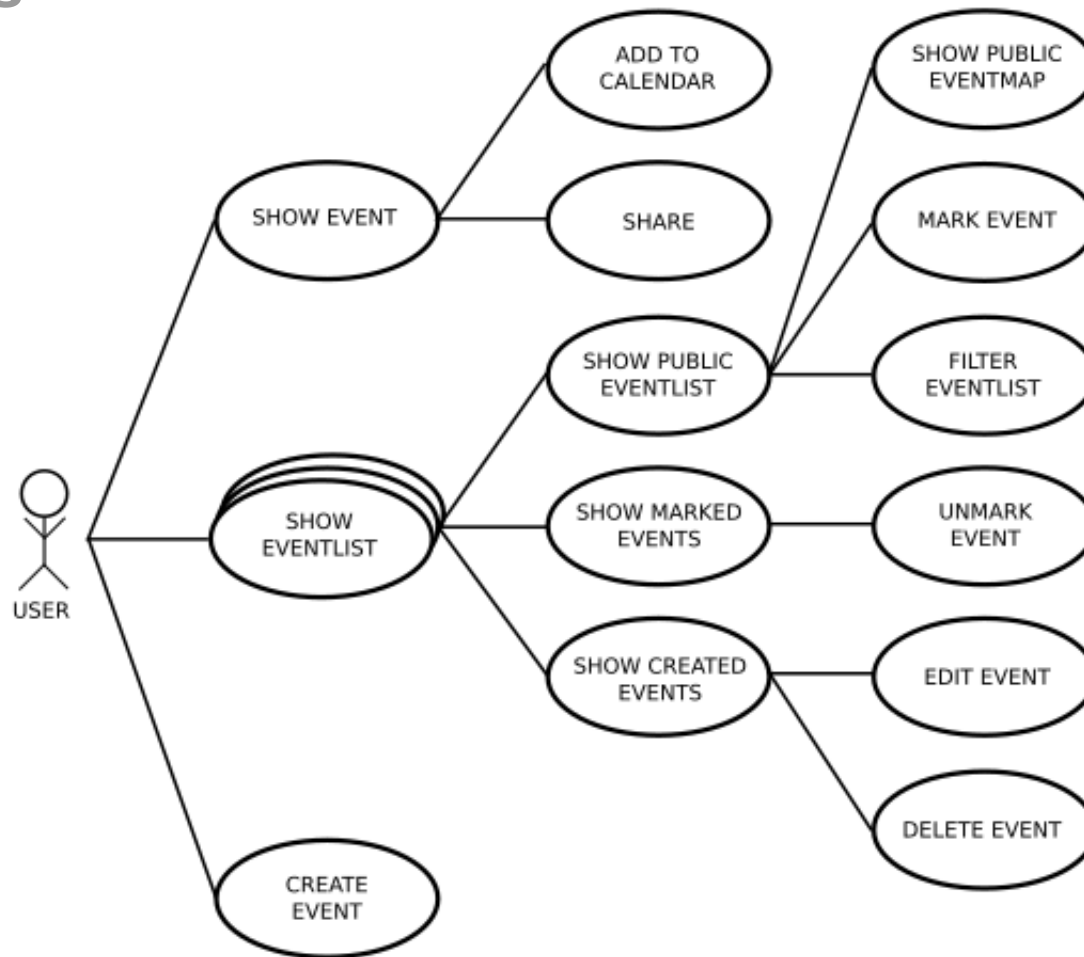 ADD TO
CALENDAR
SHOW PUBLIC
EVENTMAP
SHOW EVENT
SHARE
MARK EVENT
SHOW PUBLIC
EVENTLIST
FILTER
EVENTLIST
SHOW
EVENTLIST
SHOW MARKED
EVENTS
UNMARK
EVENT
USER
SHOW CREATED
EVENTS
EDIT EVENT
DELETE EVENT
CREATE
EVENT